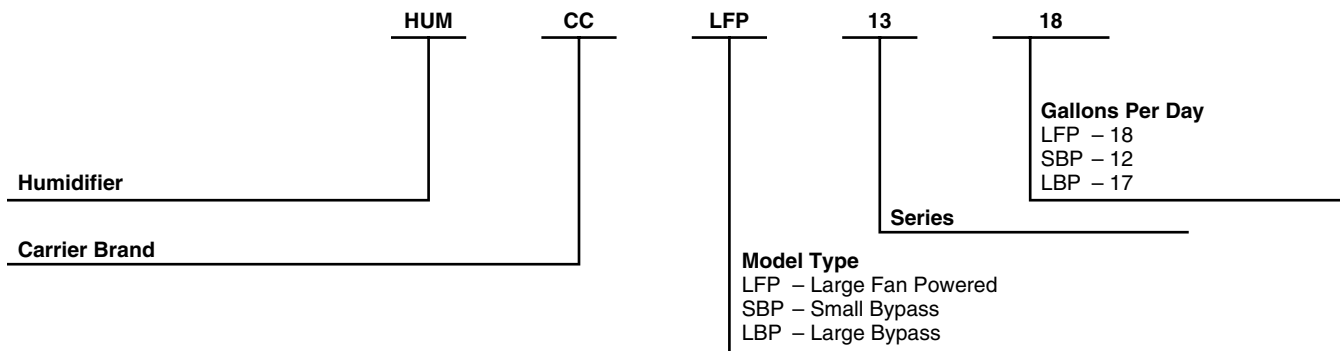 HUM CC LFP 13 18
Gallons Per Day
LFP – 18
SBP – 12
LBP – 17
Humidifier
Series
Carrier Brand
Model Type
LFP – Large Fan Powered
SBP – Small Bypass
LBP – Large Bypass